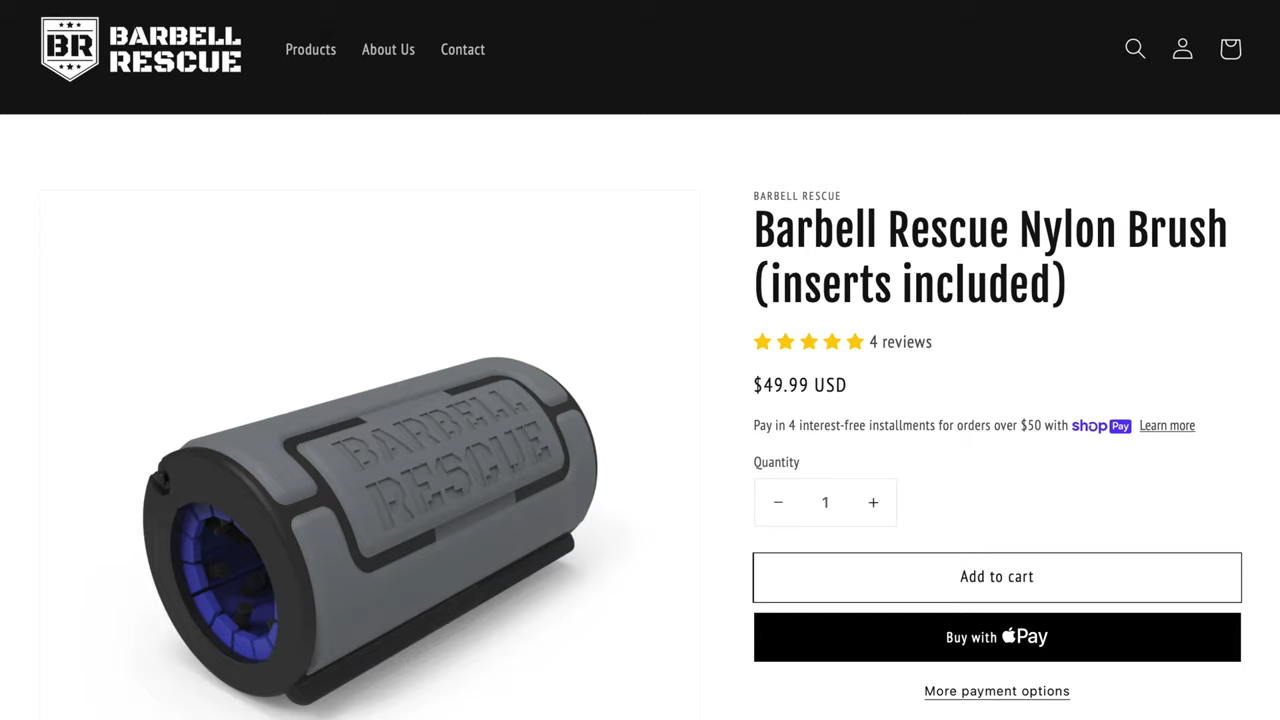 BR
BARBELL
RESCUE
Products
About Us
Contact
BARBELL RESCUE
Barbell Rescue Nylon Brush
(inserts included)
4 reviews
$49.99 USD
Pay in 4 interest-free installments for orders over $50 with shop Pay Learn more
Quantity
− 1 +
Add to cart
Buy with Pay
More payment options
BARBELL
RESCUE